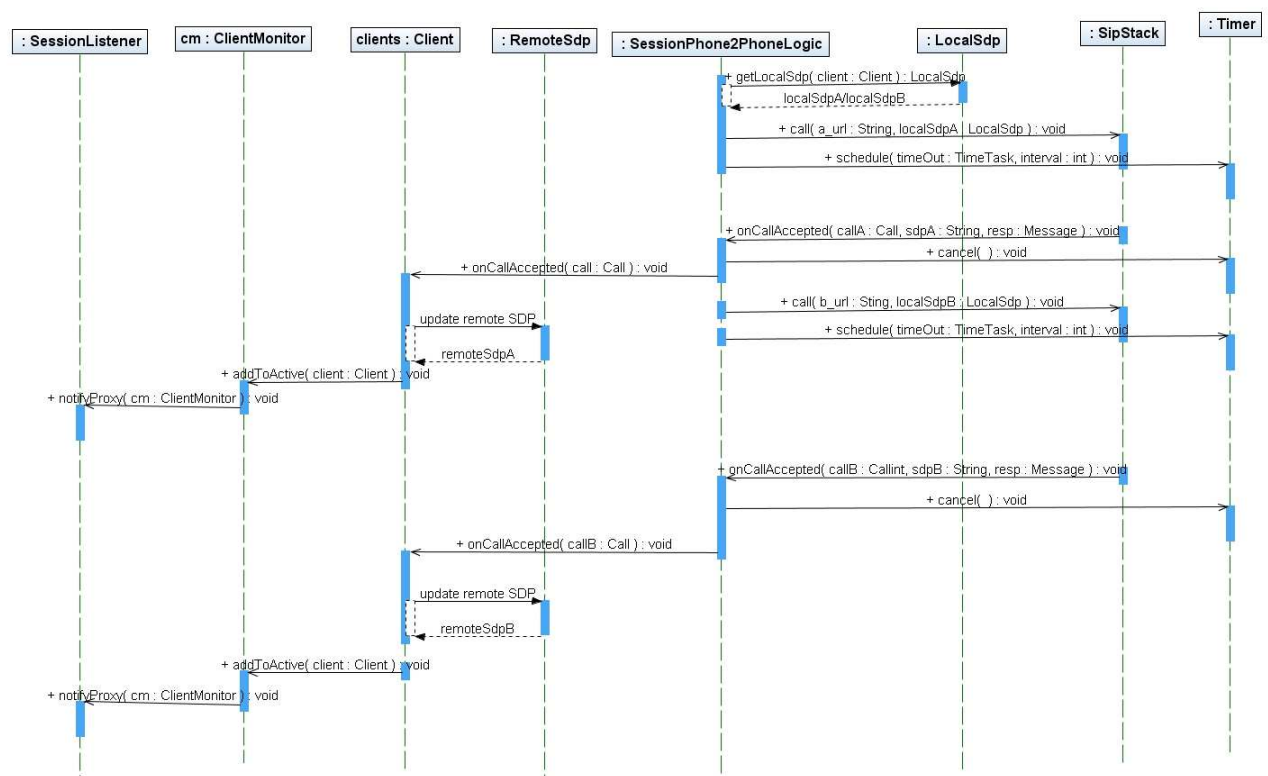 : SessionListener
cm : ClientMonitor
clients : Client
: RemoteSdp
: SessionPhone2PhoneLogic
: LocalSdp
: SipStack
: Timer
+ getLocalSdp( client : Client ) : LocalSdp
localSdpA/localSdpB
+ call( a_url : String, localSdpA : LocalSdp ) : void
+ schedule( timeOut : TimeTask, interval : int ) : void
+ onCallAccepted( callA : Call, sdpA : String, resp : Message ) : void
+ cancel( ) : void
+ onCallAccepted( call : Call ) : void
+ call( b_url : Sting, localSdpB : LocalSdp ) : void
update remote SDP
+ schedule( timeOut : TimeTask, interval : int ) : void
remoteSdpA
+ addToActive( client : Client ) : void
+ notifyProxy( cm : ClientMonitor ) : void
+ onCallAccepted( callB : Callint, sdpB : String, resp : Message ) : void
+ cancel( ) : void
+ onCallAccepted( callB : Call ) : void
update remote SDP
remoteSdpB
+ addToActive( client : Client ) : void
+ notifyProxy( cm : ClientMonitor ) : void